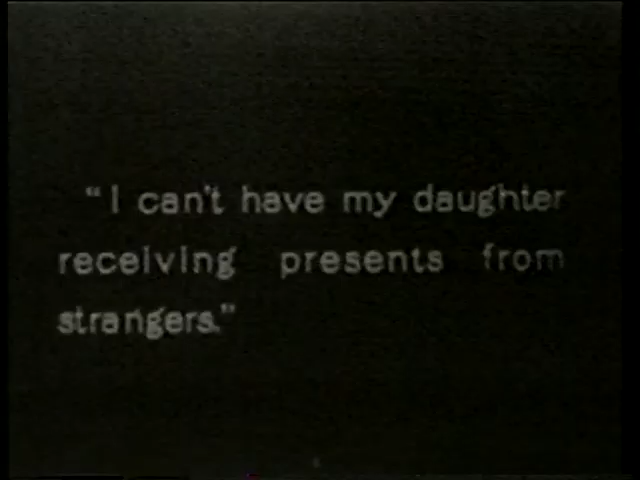 "I can't have my daughter
receiving presents from
strangers."